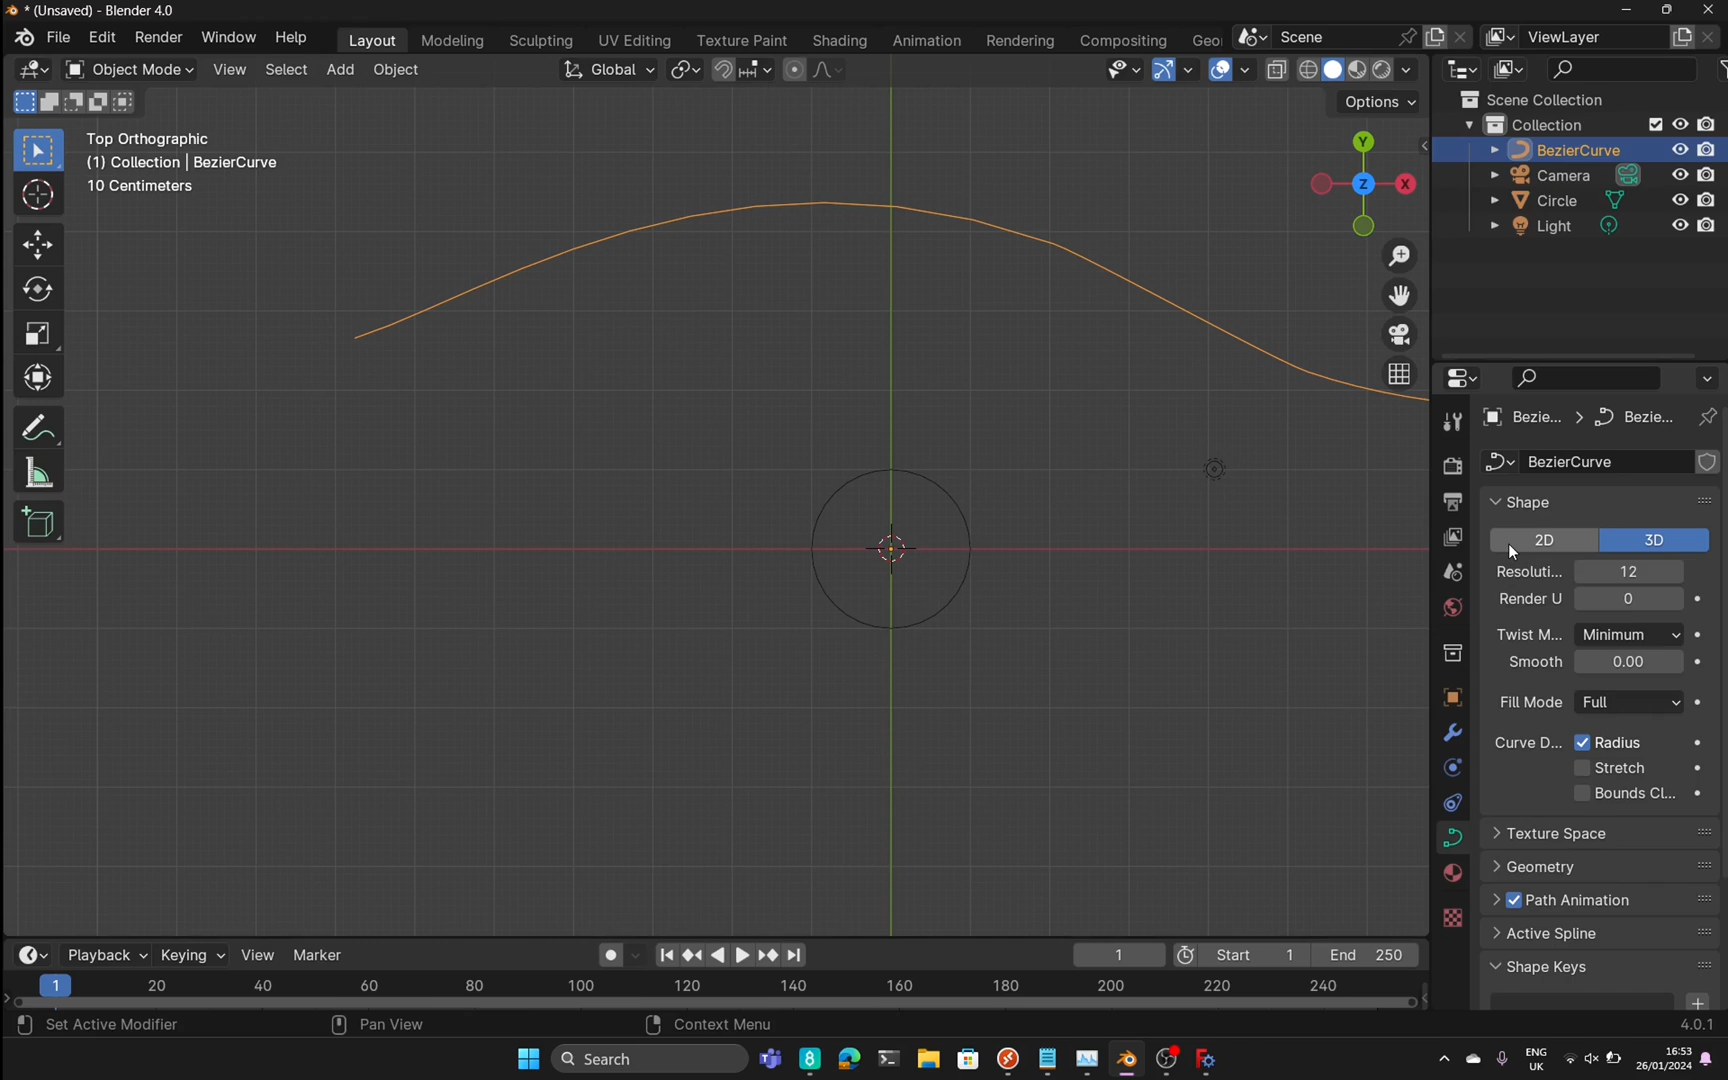 * (Unsaved) - Blender 4.0
File Edit Render Window Help Layout Modeling Sculpting UV Editing Texture Paint Shading Animation Rendering Compositing Geo Scene ViewLayer
Object Mode View Select Add Object Global
Options
Top Orthographic
(1) Collection | BezierCurve
10 Centimeters
Y
X
Z
Scene Collection
Collection
BezierCurve
Camera
Circle
Light
Bezie... Bezie...
BezierCurve
Shape
2D 3D
Resoluti... 12
Render U 0
Twist M... Minimum
Smooth 0.00
Fill Mode Full
Curve D... Radius
Stretch
Bounds Cl...
Texture Space
Geometry
Path Animation
Active Spline
Shape Keys
Playback Keying View Marker 1 Start 1 End 250
1 20 40 60 80 100 120 140 160 180 200 220 240
Set Active Modifier Pan View Context Menu 4.0.1
Search
ENG
UK
16:53
26/01/2024